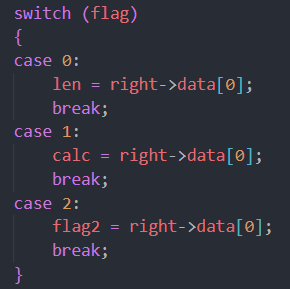 switch (flag)
{
case 0:
    len = right->data[0];
    break;
case 1:
    calc = right->data[0];
    break;
case 2:
    flag2 = right->data[0];
    break;
}